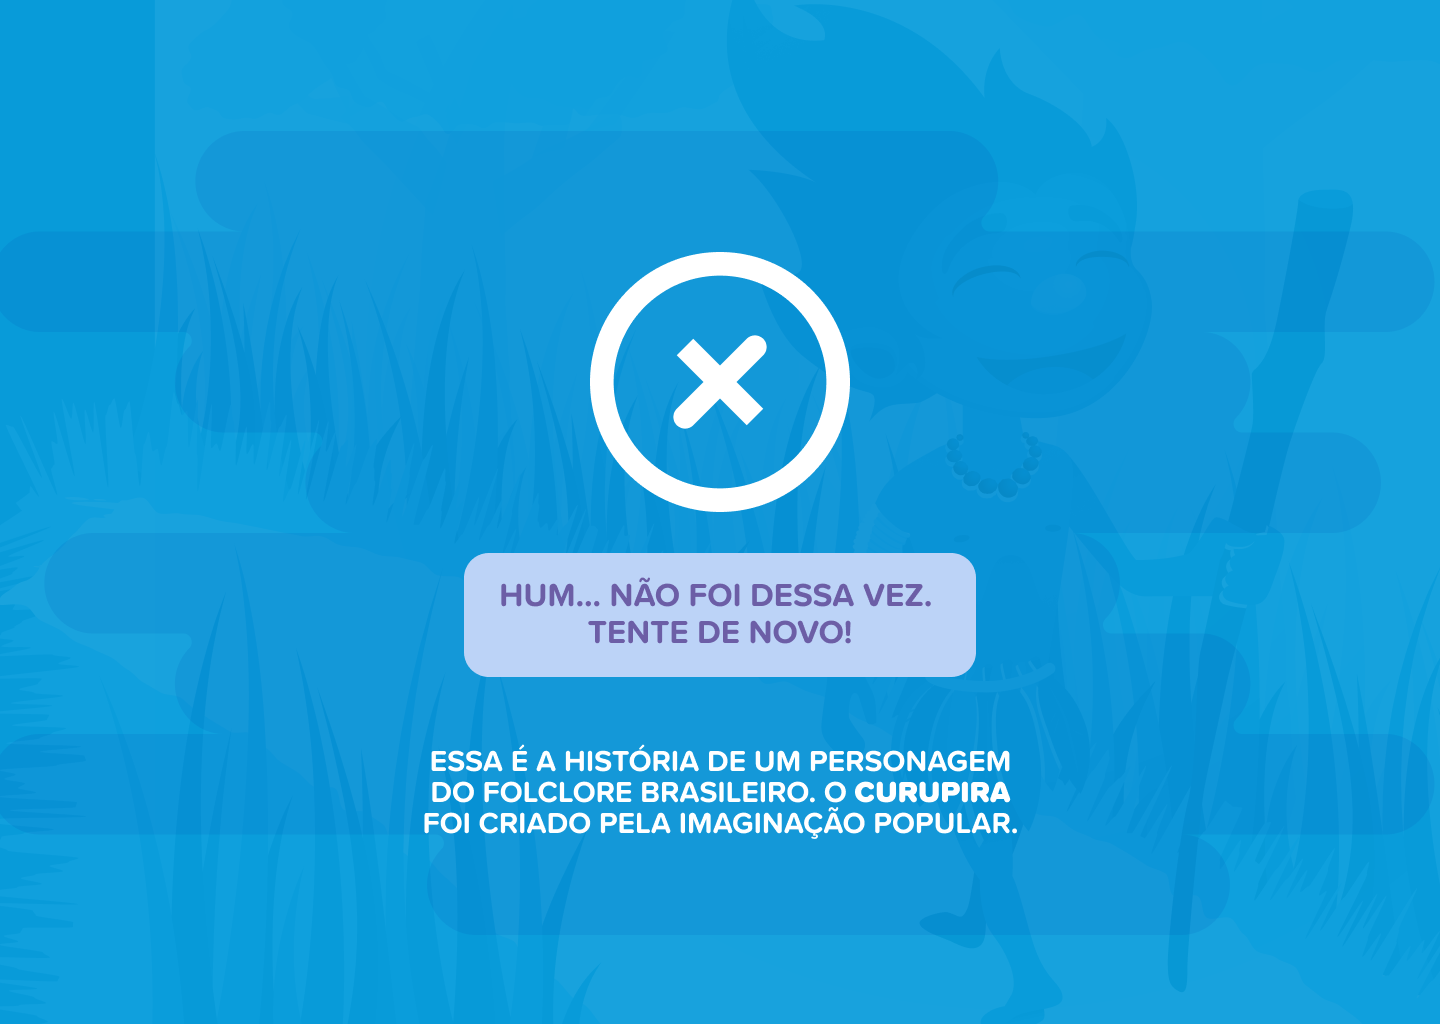 HUM... NÃO FOI DESSA VEZ.
TENTE DE NOVO!
ESSA É A HISTÓRIA DE UM PERSONAGEM
DO FOLCLORE BRASILEIRO. O CURUPIRA
FOI CRIADO PELA IMAGINAÇÃO POPULAR.